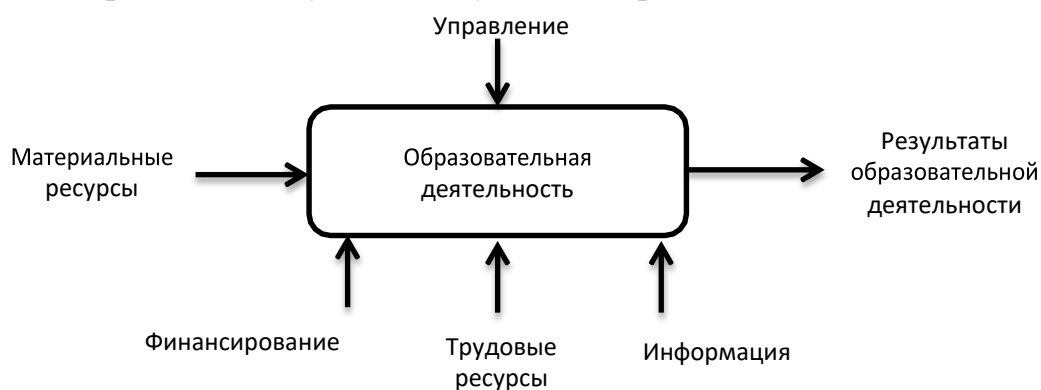 Управление
Материальные
ресурсы
Образовательная
деятельность
Результаты
образовательной
деятельности
Финансирование
Трудовые
ресурсы
Информация